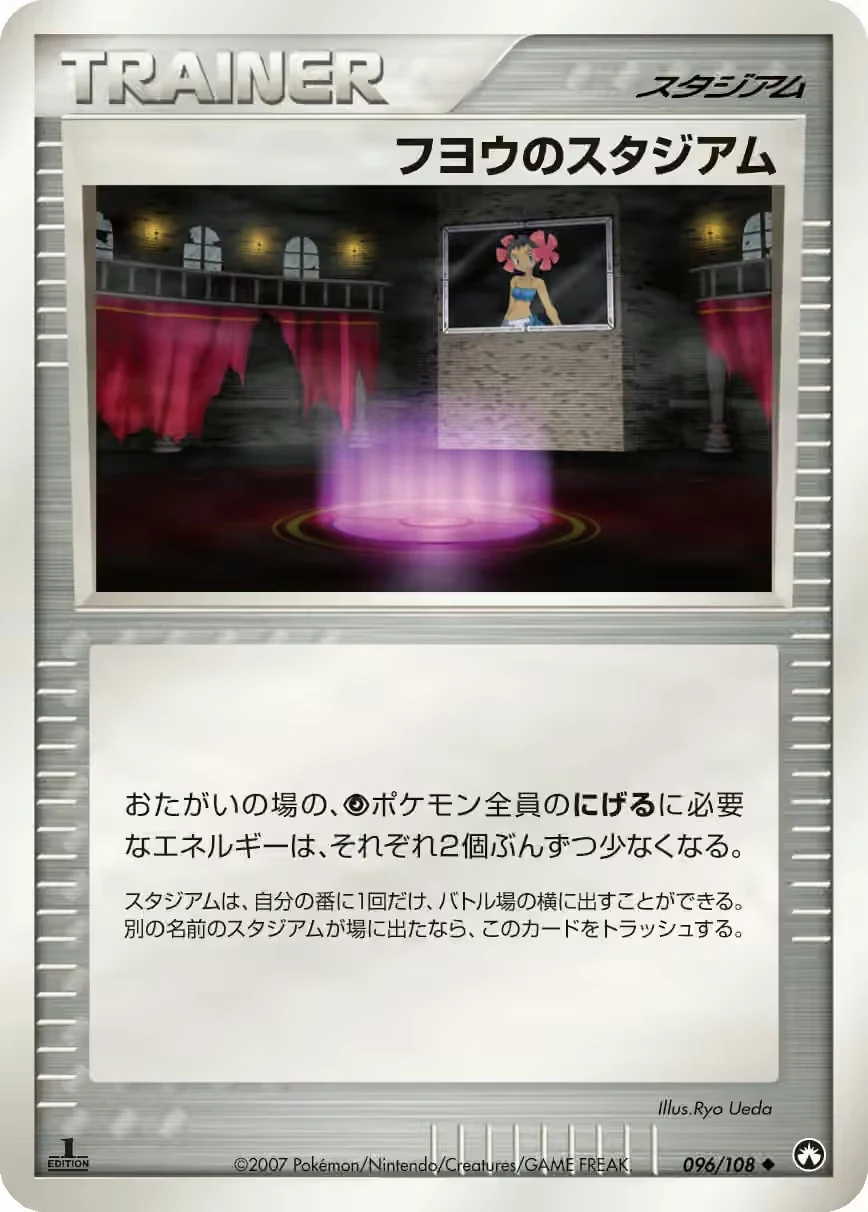 TRAINER
スタジアム
フヨウのスタジアム
おたがいの場の、ポケモン全員のにげるに必要
なエネルギーは、それぞれ2個ぶんずつ少なくなる。
スタジアムは、自分の番に1回だけ、バトル場の横に出すことができる。
別の名前のスタジアムが場に出たなら、このカードをトラッシュする。
Illus.Ryo Ueda
1
EDITION
©2007 Pokémon/Nintendo/Creatures/GAME FREAK.
096/108 ◆